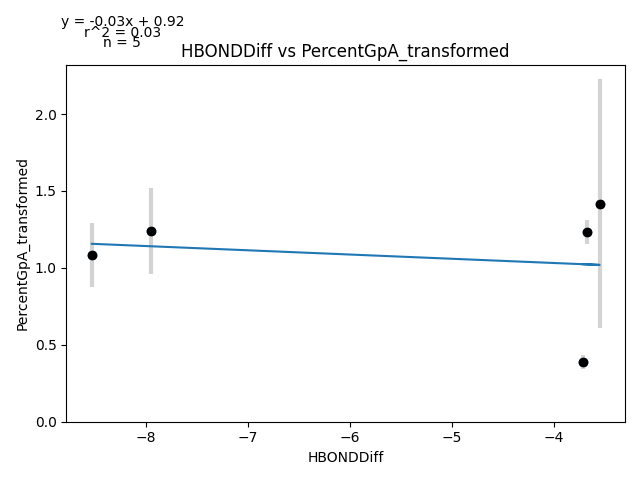 y = -0.03x + 0.92
r^2 = 0.03
n = 5
HBONDDiff vs PercentGpA_transformed
PercentGpA_transformed
2.0
1.5
1.0
0.5
0.0
−8
−7
−6
−5
−4
HBONDDiff